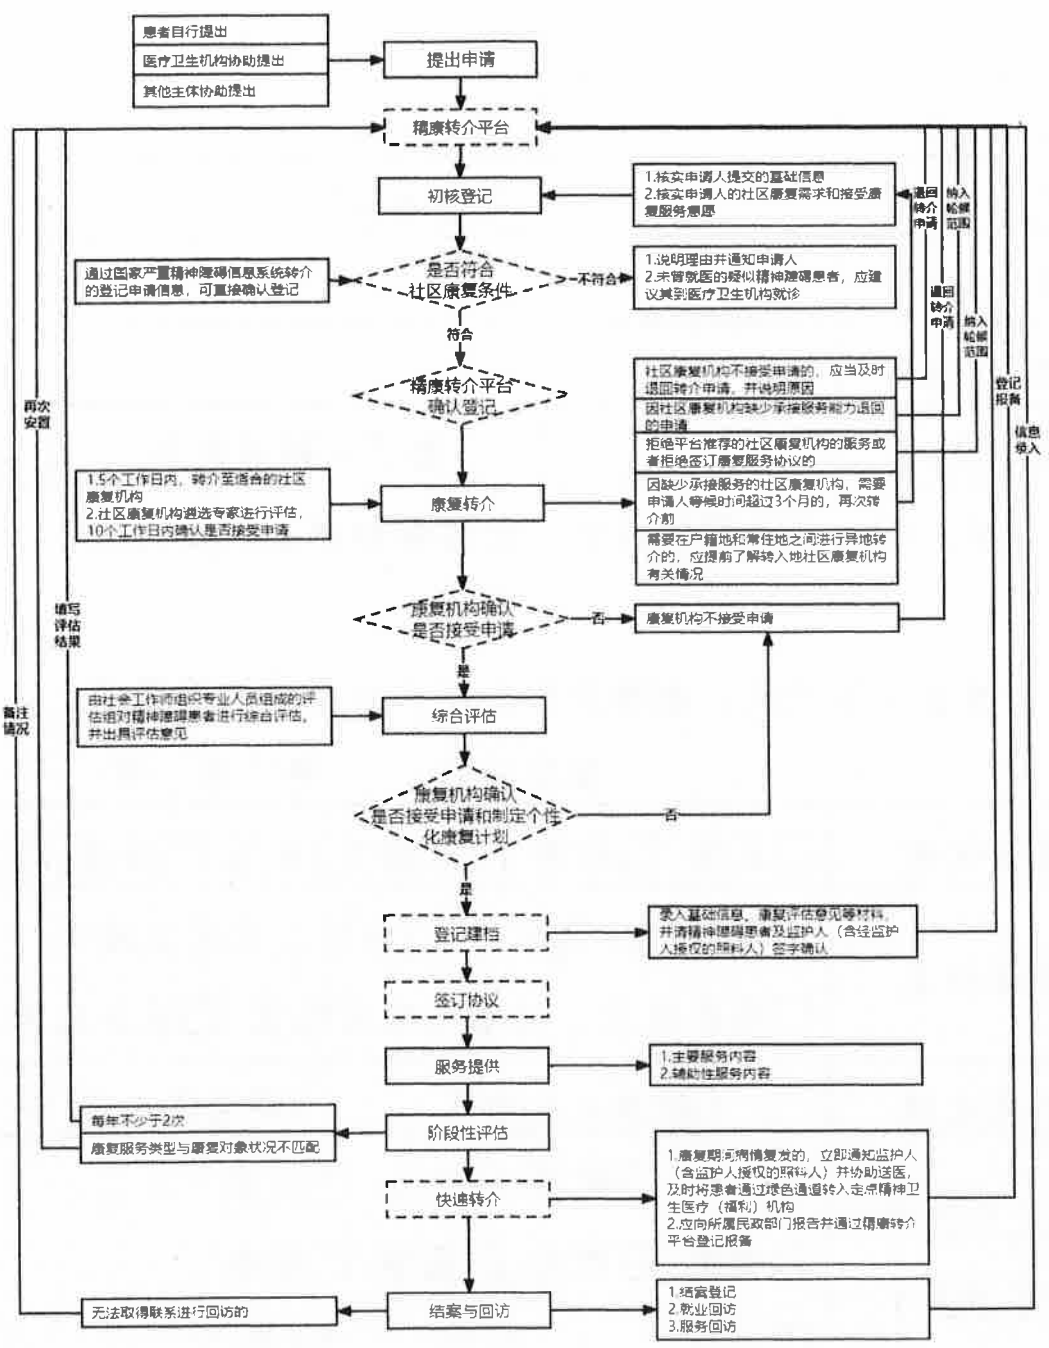 患者自行提出
医疗卫生机构协助提出
其他主体协助提出
提出申请
精康转介平台
初核登记
1.核实申请人提交的基础信息
2.核实申请人的社区康复需求和接受康
复服务意愿
通过国家严重精神障碍信息系统转介
的登记申请信息，可直接确认登记
是否符合
社区康复条件
不符合
1.说明理由并通知申请人
2.未曾就医的疑似精神障碍患者，应建
议其到医疗卫生机构就诊
符合
精康转介平台
确认登记
社区康复机构不接受申请的，应当及时
退回转介申请，并说明原因
因社区康复机构缺少承接服务能力退回
的申请
拒绝平台推荐的社区康复机构的服务或
者拒绝签订康复服务协议的
因缺少承接服务的社区康复机构，需要
申请人等候时间超过3个月的，再次转
介前
需要在户籍地和常住地之间进行异地转
介的，应提前了解转入地社区康复机构
有关情况
退回
转介
申请
纳入
轮候
范围
退回
转介
申请
纳入
轮候
范围
登记
报备
信息
录入
再次
安置
填写
评估
结果
备注
情况
1.5个工作日内，转介至适合的社区
康复机构
2.社区康复机构遴选专家进行评估，
10个工作日内确认是否接受申请
康复转介
康复机构确认
是否接受申请
否
康复机构不接受申请
是
由社会工作师组织专业人员组成的评
估组对精神障碍患者进行综合评估，
并出具评估意见
综合评估
康复机构确认
是否接受申请和制定个性
化康复计划
否
是
登记建档
录入基础信息、康复评估意见等材料，
并请精神障碍患者及监护人（含经监护
人授权的照料人）签字确认
签订协议
服务提供
1.主要服务内容
2.辅助性服务内容
阶段性评估
每年不少于2次
康复服务类型与康复对象状况不匹配
快速转介
1.康复期间病情复发的，立即通知监护人
（含监护人授权的照料人）并协助送医，
及时将患者通过绿色通道转入定点精神卫
生医疗（福利）机构
2.应向所属民政部门报告并通过精康转介
平台登记报备
结案与回访
无法取得联系进行回访的
1.结案登记
2.就业回访
3.服务回访